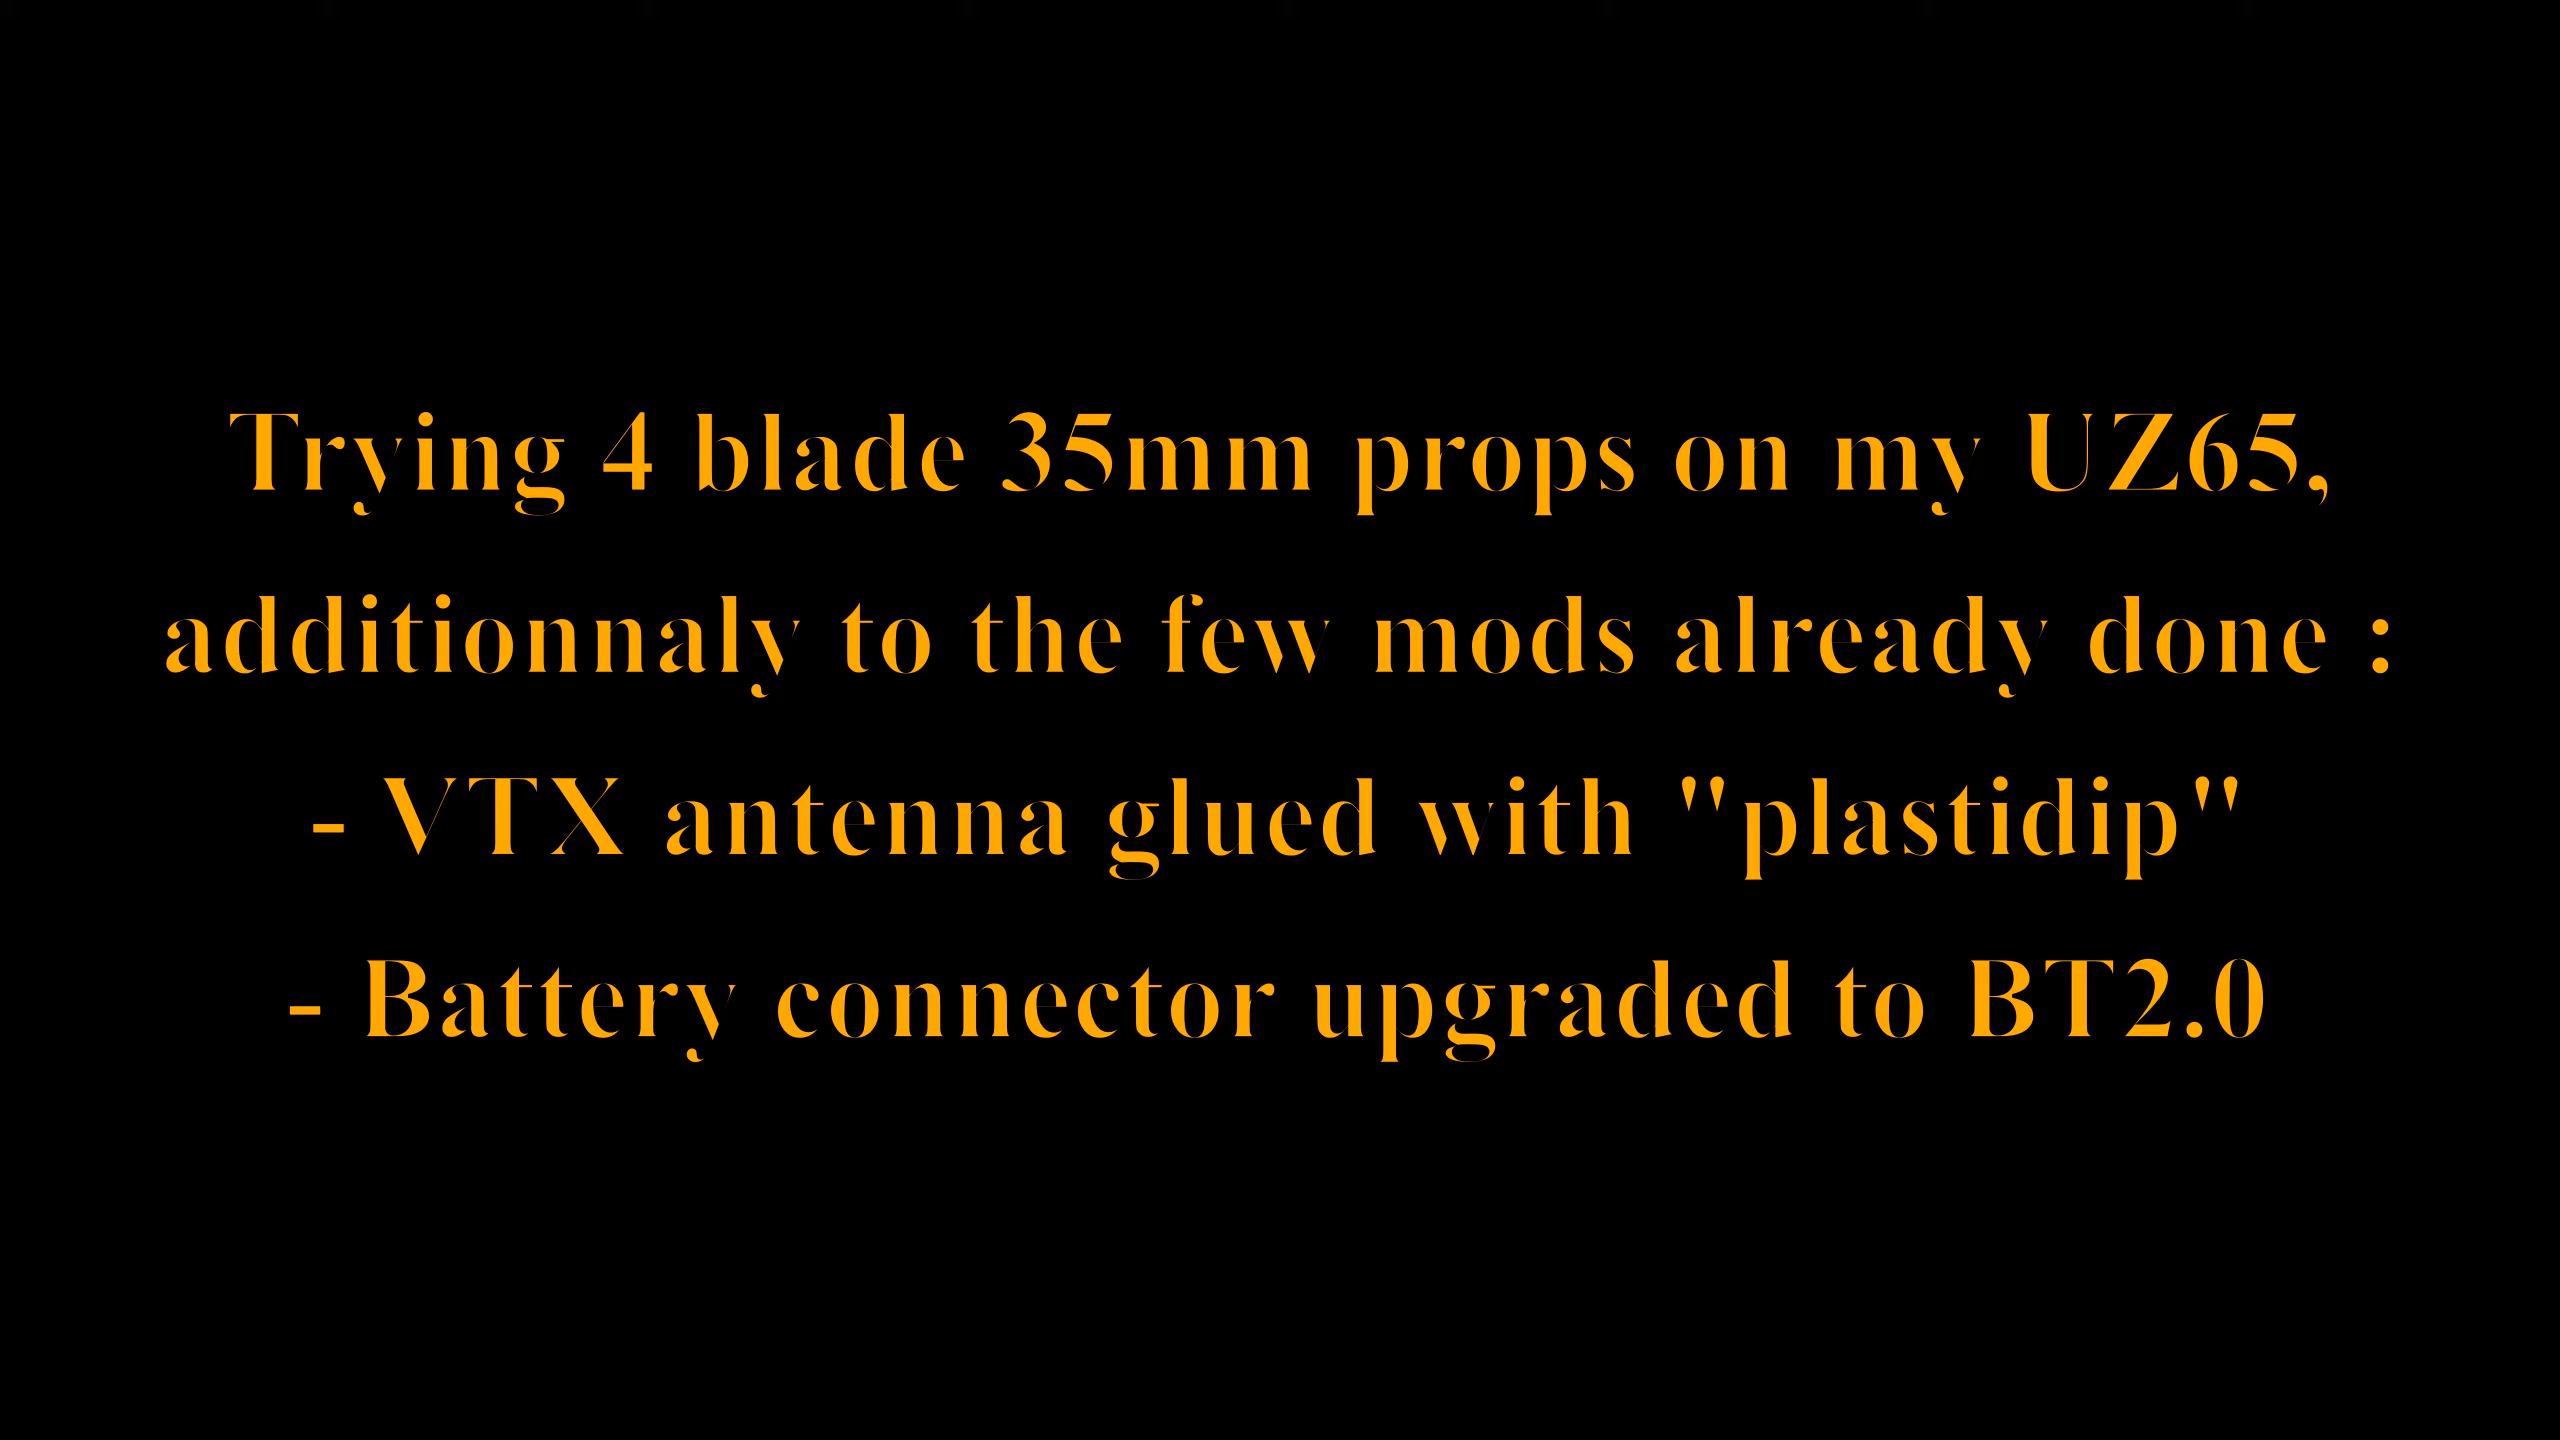 Trying 4 blade 35mm props on my UZ65,
additionnaly to the few mods already done :
- VTX antenna glued with "plastidip"
- Battery connector upgraded to BT2.0